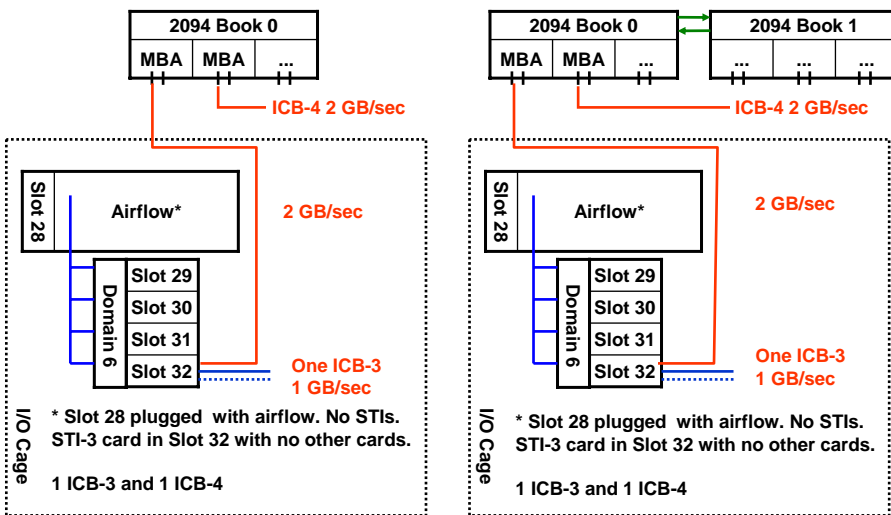 2094 Book 0
MBA
MBA
...
ICB-4 2 GB/sec
Slot 28
Airflow*
2 GB/sec
Domain 6
Slot 29
Slot 30
Slot 31
Slot 32
One ICB-3
1 GB/sec
I/O Cage
* Slot 28 plugged with airflow. No STIs.
STI-3 card in Slot 32 with no other cards.
1 ICB-3 and 1 ICB-4
2094 Book 0
MBA
MBA
...
2094 Book 1
...
...
...
ICB-4 2 GB/sec
Slot 28
Airflow*
2 GB/sec
Domain 6
Slot 29
Slot 30
Slot 31
Slot 32
One ICB-3
1 GB/sec
I/O Cage
* Slot 28 plugged with airflow. No STIs.
STI-3 card in Slot 32 with no other cards.
1 ICB-3 and 1 ICB-4